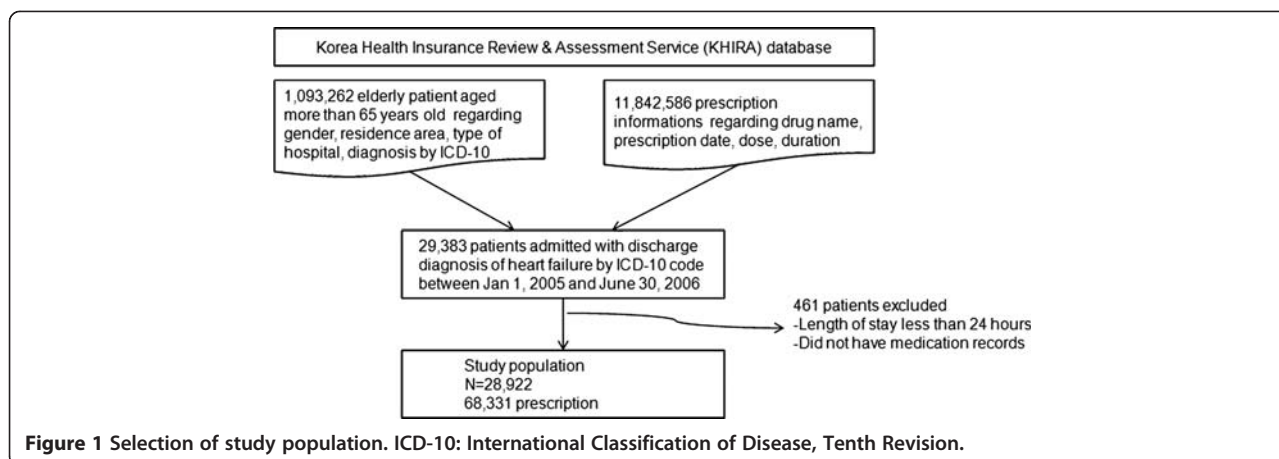 Korea Health Insurance Review & Assessment Service (KHIRA) database
1,093,262 elderly patient aged
more than 65 years old regarding
gender, residence area, type of
hospital, diagnosis by ICD-10
11,842,586 prescription
informations regarding drug name,
prescription date, dose, duration
29,383 patients admitted with discharge
diagnosis of heart failure by ICD-10 code
between Jan 1, 2005 and June 30, 2006
461 patients excluded
-Length of stay less than 24 hours
-Did not have medication records
Study population
N=28,922
68,331 prescription
Figure 1 Selection of study population. ICD-10: International Classification of Disease, Tenth Revision.